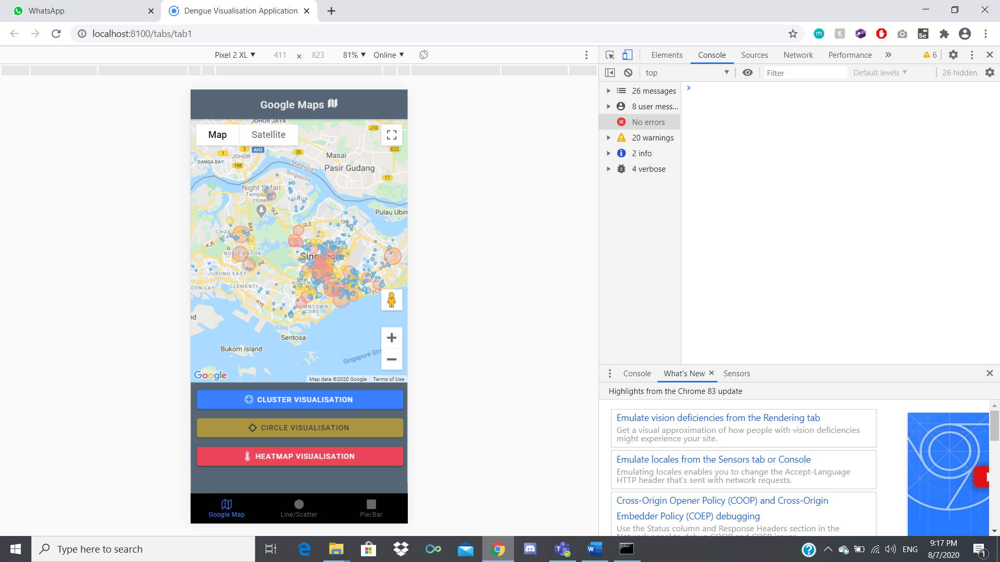 WhatsApp
Dengue Visualisation Application
localhost:8100/tabs/tab1
Pixel 2 XL
411
×
823
81%
Online
Elements
Console
Sources
Network
Performance
6
top
Filter
Default levels
26 hidden
26 messages
8 user mess...
No errors
20 warnings
2 info
4 verbose
Google Maps
JOHOR JAYA
Map
Satellite
J10
AH2
3
1
35
E22
JOHOR
Masai
DANGA BAY
188
Malaysia
Singapore
Pasir Gudang
17
Night Safari
Temporarily closed
YISHUN
SLE
Pulau Ubin
BKE
SLE
TPE
KJE
BUKIT BATOK
PIE
Singapore
PIE
JURONG EAST
CLEMENTI
OON LAY
ECP
AYE
DOWNTOWN
CORE
Sentosa
Bukom Island
Singapore Str
Google
Map data ©2020 Google
Terms of Use
CLUSTER VISUALISATION
CIRCLE VISUALISATION
HEATMAP VISUALISATION
Google Map
Line/Scatter
Pie/Bar
Console
What's New
Sensors
Highlights from the Chrome 83 update
Emulate vision deficiencies from the Rendering tab
Get a visual approximation of how people with vision deficiencies
might experience your site.
Emulate locales from the Sensors tab or Console
Emulating locales enables you to change the Accept-Language
HTTP header that's sent with network requests.
Cross-Origin Opener Policy (COOP) and Cross-Origin
Embedder Policy (COEP) debugging
Use the Status column and Response Headers section in the
Network panel to debug COOP and COEP issues.
Type here to search
ENG
9:17 PM
8/7/2020
1